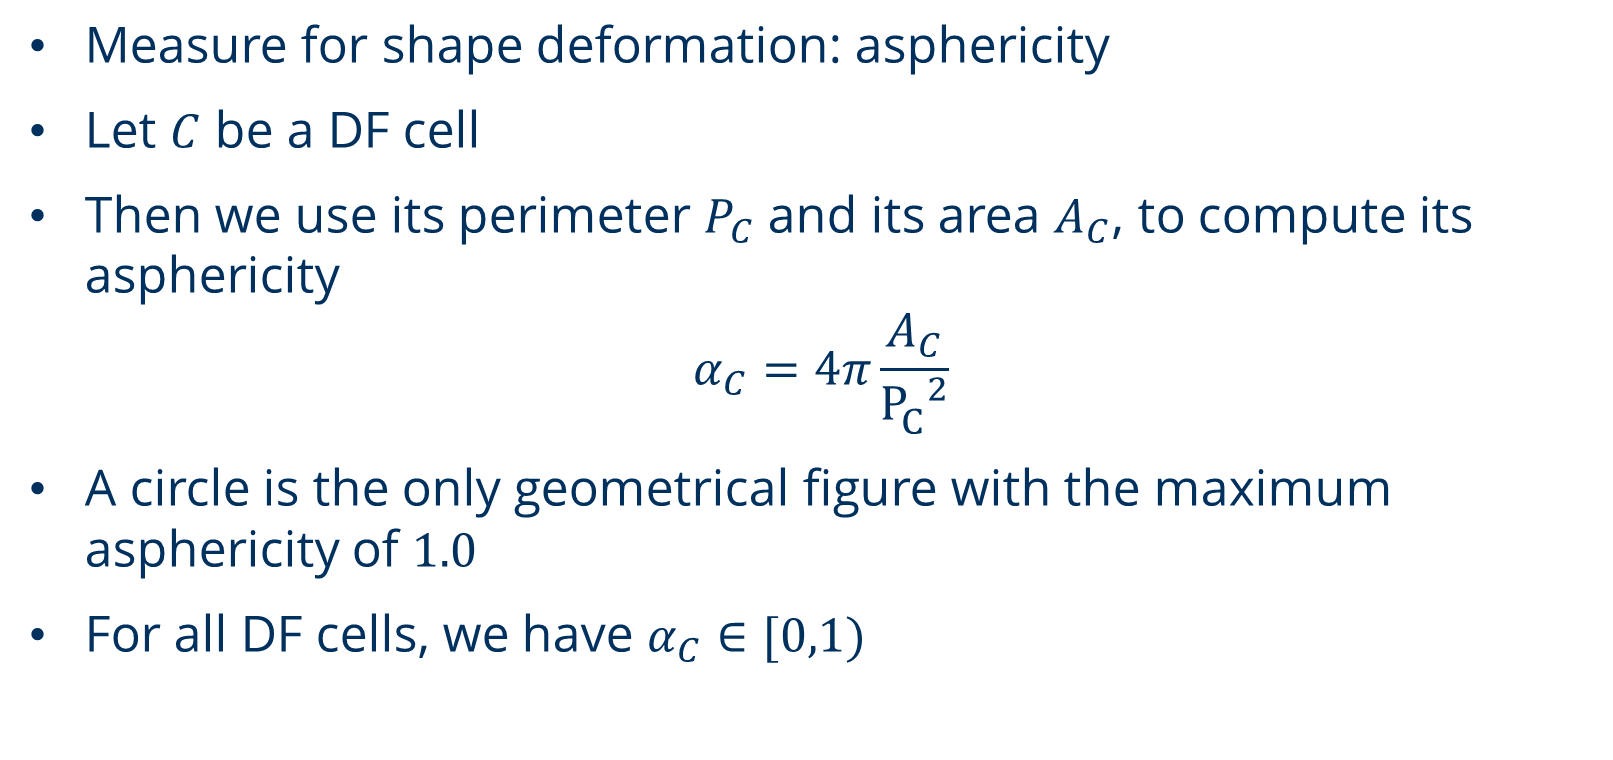 • Measure for shape deformation: asphericity
• Let C be a DF cell
• Then we use its perimeter P_C and its area A_C, to compute its
asphericity
α_C = 4π A_C / P_C²
• A circle is the only geometrical figure with the maximum
asphericity of 1.0
• For all DF cells, we have α_C ∈ [0,1)